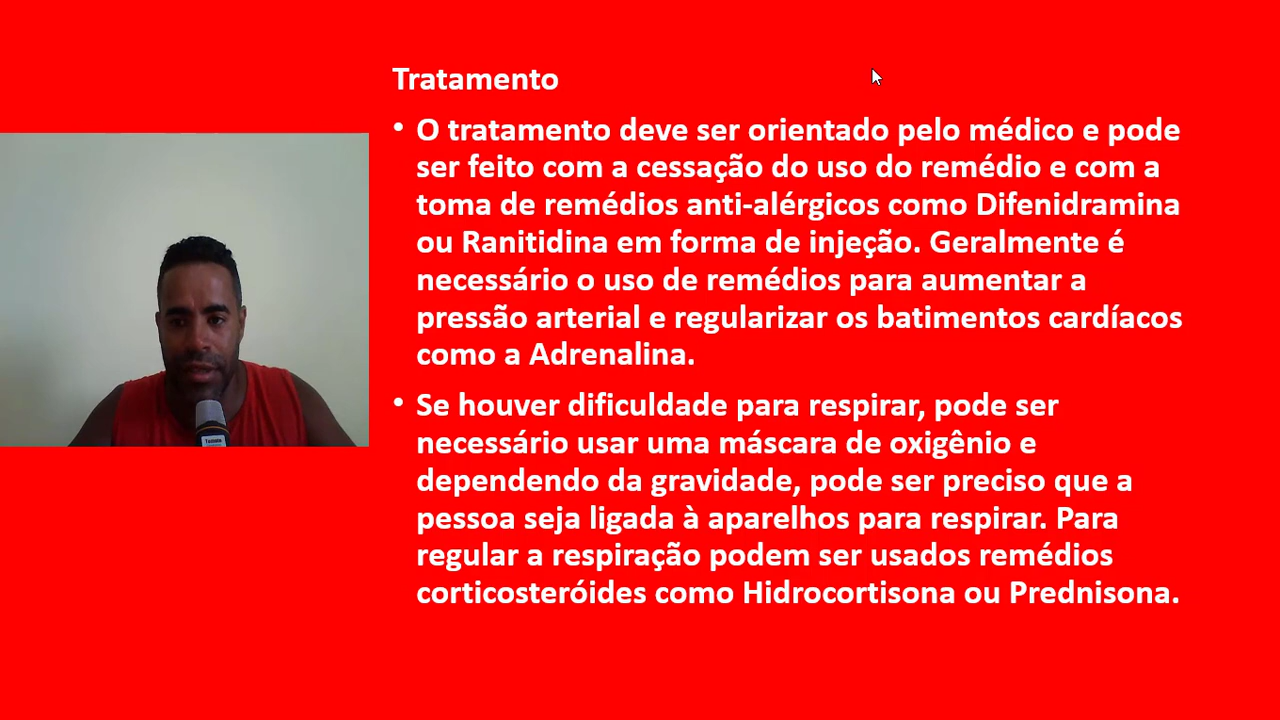 Tratamento
• O tratamento deve ser orientado pelo médico e pode
ser feito com a cessação do uso do remédio e com a
toma de remédios anti-alérgicos como Difenidramina
ou Ranitidina em forma de injeção. Geralmente é
necessário o uso de remédios para aumentar a
pressão arterial e regularizar os batimentos cardíacos
como a Adrenalina.
• Se houver dificuldade para respirar, pode ser
necessário usar uma máscara de oxigênio e
dependendo da gravidade, pode ser preciso que a
pessoa seja ligada à aparelhos para respirar. Para
regular a respiração podem ser usados remédios
corticosteróides como Hidrocortisona ou Prednisona.